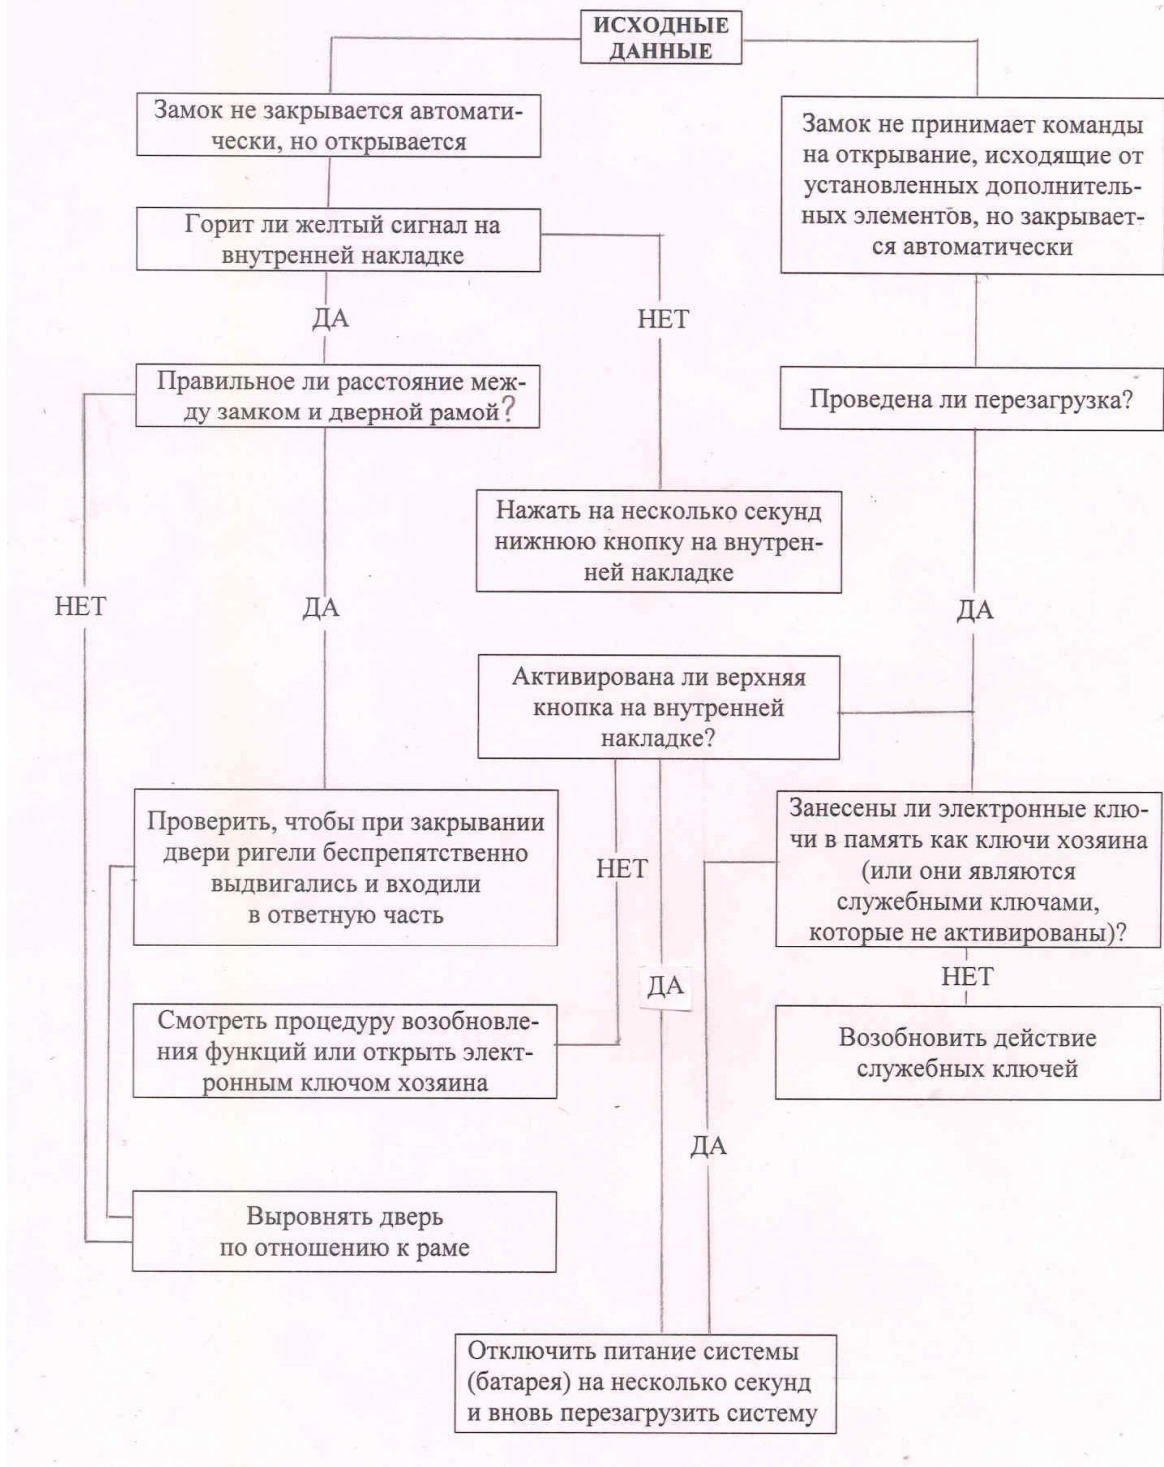 ИСХОДНЫЕ
ДАННЫЕ
Замок не закрывается автомати-
чески, но открывается
Замок не принимает команды
на открывание, исходящие от
установленных дополнитель-
ных элементов, но закрывает-
ся автоматически
Горит ли желтый сигнал на
внутренней накладке
ДА
НЕТ
Правильное ли расстояние меж-
ду замком и дверной рамой?
Проведена ли перезагрузка?
Нажать на несколько секунд
нижнюю кнопку на внутрен-
ней накладке
НЕТ
ДА
ДА
Активирована ли верхняя
кнопка на внутренней
накладке?
Проверить, чтобы при закрывании
двери ригели беспрепятственно
выдвигались и входили
в ответную часть
НЕТ
Занесены ли электронные клю-
чи в память как ключи хозяина
(или они являются
служебными ключами,
которые не активированы)?
ДА
НЕТ
Смотреть процедуру возобновле-
ния функций или открыть элект-
ронным ключом хозяина
Возобновить действие
служебных ключей
ДА
Выровнять дверь
по отношению к раме
Отключить питание системы
(батарея) на несколько секунд
и вновь перезагрузить систему